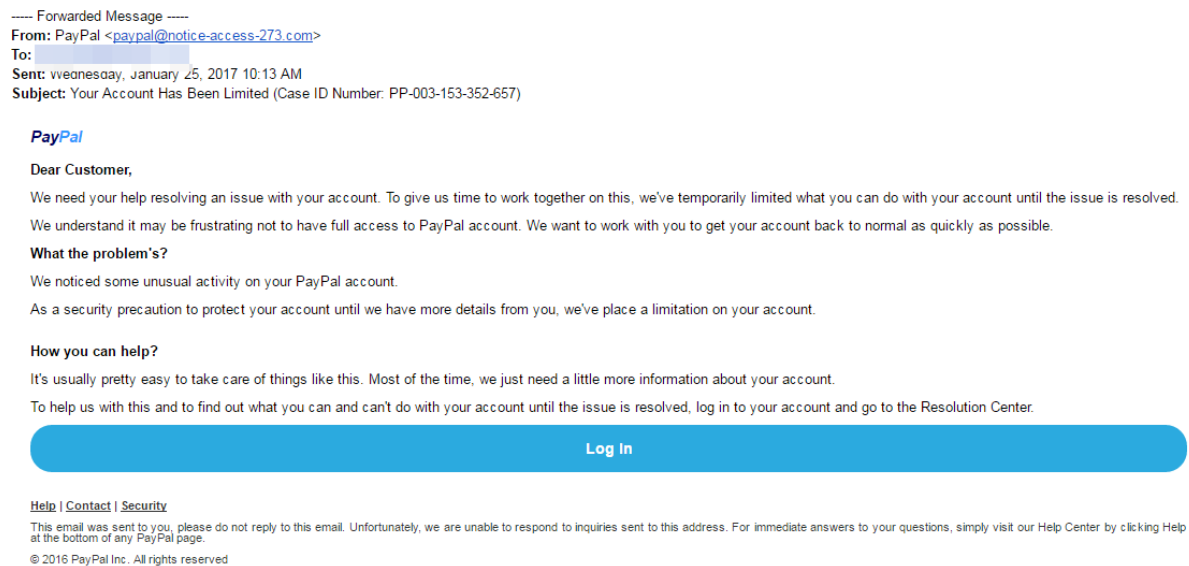 ----- Forwarded Message -----
From: PayPal <paypal@notice-access-273.com>
To:
Sent: Wednesday, January 25, 2017 10:13 AM
Subject: Your Account Has Been Limited (Case ID Number: PP-003-153-352-657)
PayPal
Dear Customer,
We need your help resolving an issue with your account. To give us time to work together on this, we've temporarily limited what you can do with your account until the issue is resolved.
We understand it may be frustrating not to have full access to PayPal account. We want to work with you to get your account back to normal as quickly as possible.
What the problem's?
We noticed some unusual activity on your PayPal account.
As a security precaution to protect your account until we have more details from you, we've place a limitation on your account.
How you can help?
It's usually pretty easy to take care of things like this. Most of the time, we just need a little more information about your account.
To help us with this and to find out what you can and can't do with your account until the issue is resolved, log in to your account and go to the Resolution Center.
Log In
Help | Contact | Security
This email was sent to you, please do not reply to this email. Unfortunately, we are unable to respond to inquiries sent to this address. For immediate answers to your questions, simply visit our Help Center by clicking Help
at the bottom of any PayPal page.
© 2016 PayPal Inc. All rights reserved